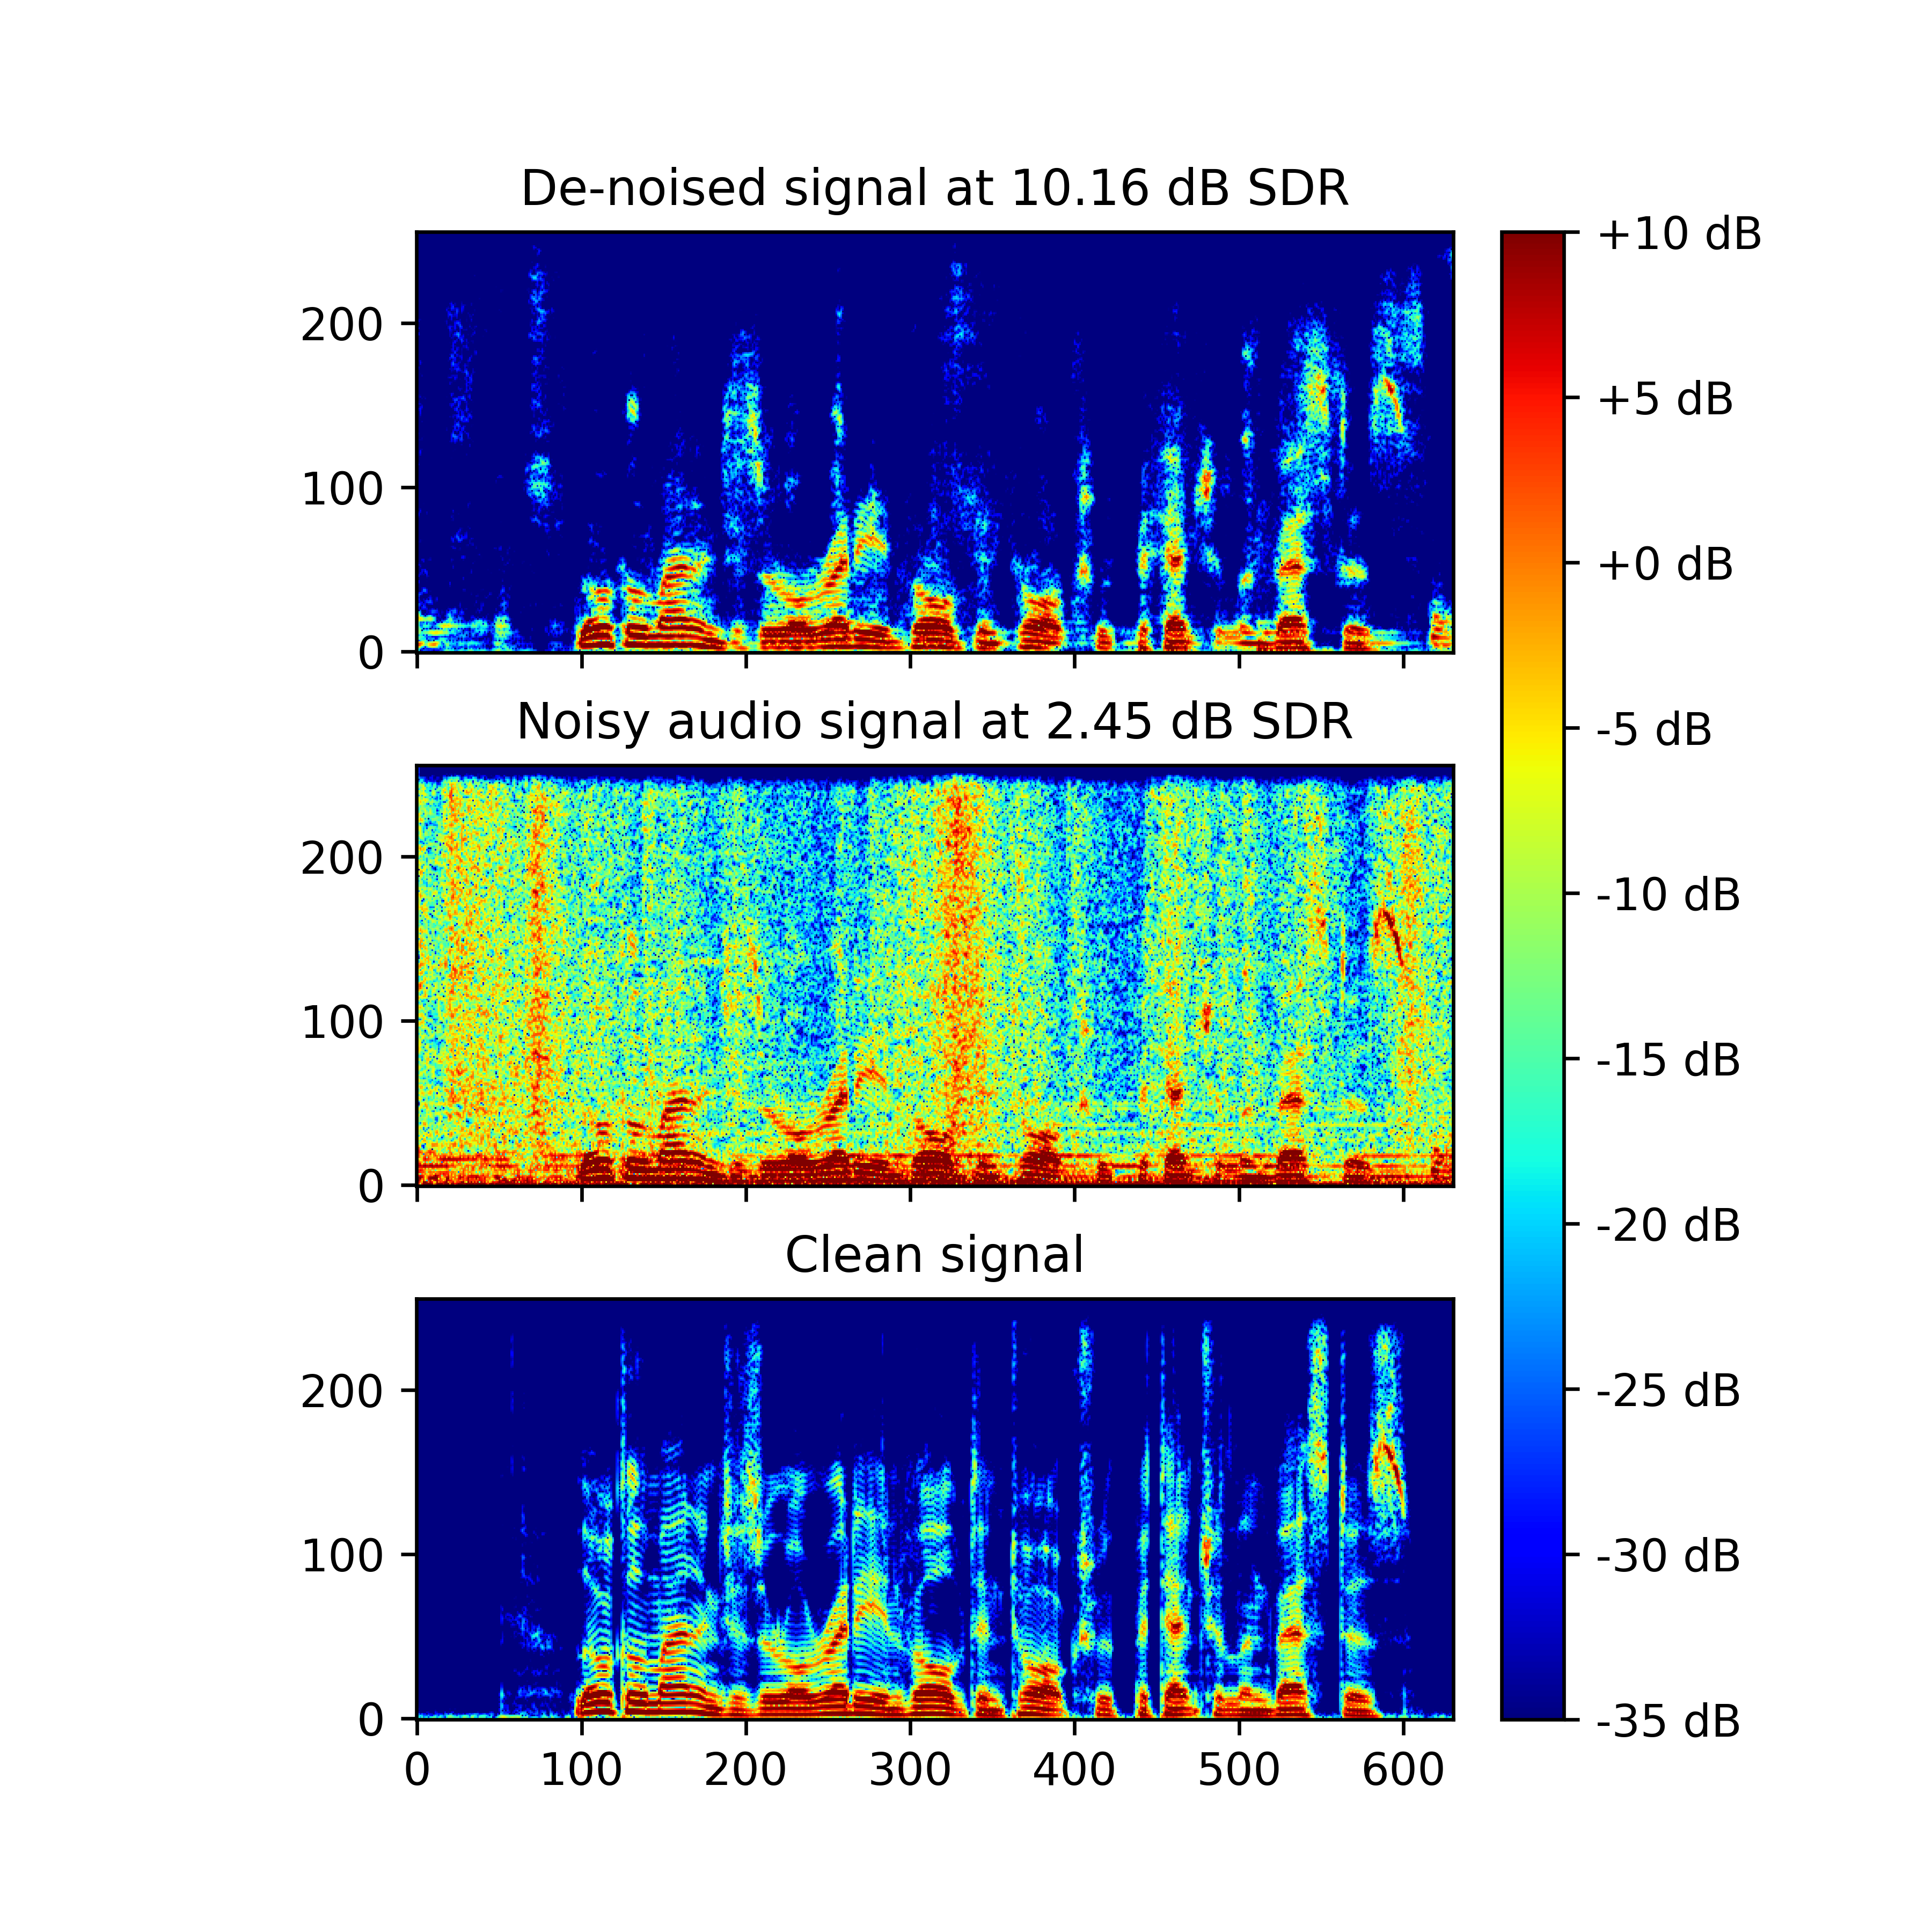 De-noised signal at 10.16 dB SDR
200
100
0
Noisy audio signal at 2.45 dB SDR
200
100
0
Clean signal
200
100
0
0 100 200 300 400 500 600
+10 dB
+5 dB
+0 dB
-5 dB
-10 dB
-15 dB
-20 dB
-25 dB
-30 dB
-35 dB